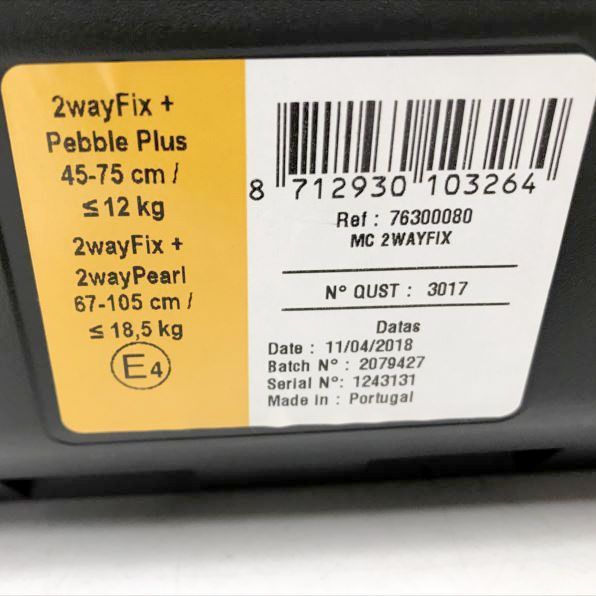 2wayFix +
Pebble Plus
45-75 cm /
≤ 12 kg
2wayFix +
2wayPearl
67-105 cm /
≤ 18,5 kg
E4
8 712930 103264
Ref : 76300080
MC 2WAYFIX
N° QUST : 3017
Datas
Date : 11/04/2018
Batch N° : 2079427
Serial N°: 1243131
Made in : Portugal